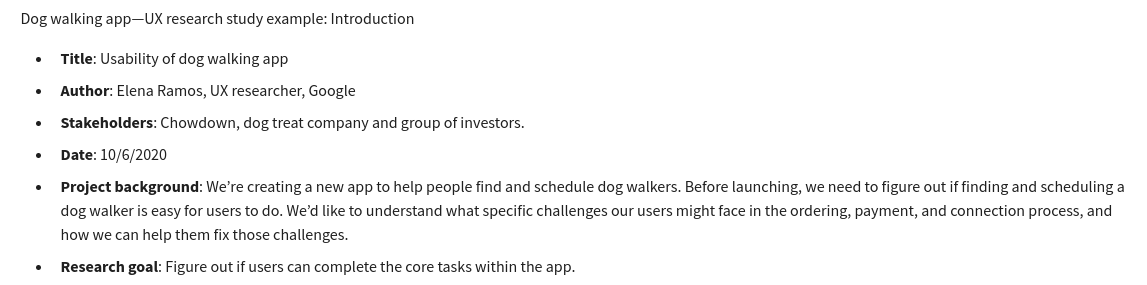 Dog walking app—UX research study example: Introduction
• Title: Usability of dog walking app
• Author: Elena Ramos, UX researcher, Google
• Stakeholders: Chowdown, dog treat company and group of investors.
• Date: 10/6/2020
• Project background: We’re creating a new app to help people find and schedule dog walkers. Before launching, we need to figure out if finding and scheduling a
dog walker is easy for users to do. We’d like to understand what specific challenges our users might face in the ordering, payment, and connection process, and
how we can help them fix those challenges.
• Research goal: Figure out if users can complete the core tasks within the app.